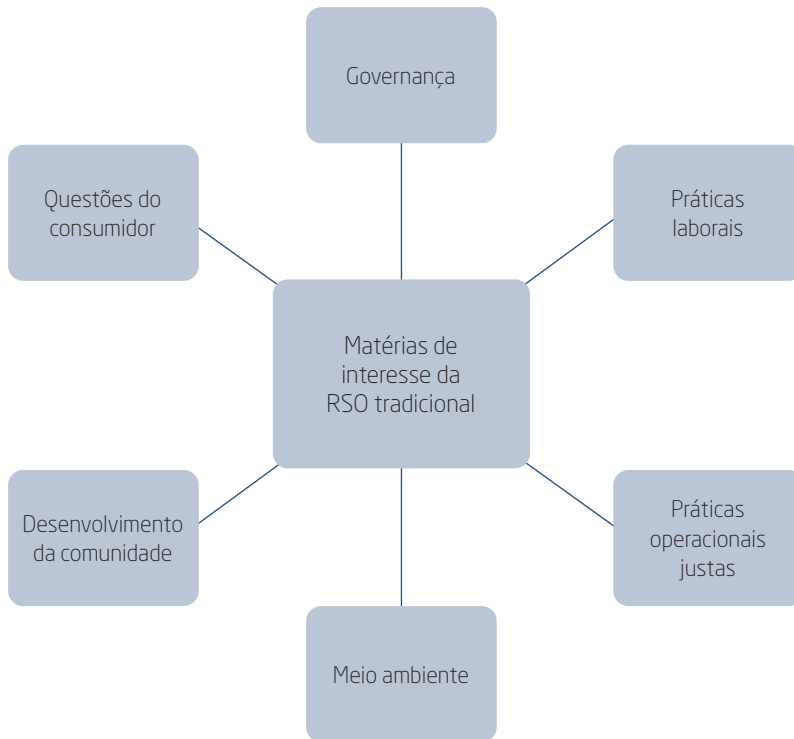 Governança
Questões do
consumidor
Práticas
laborais
Matérias de
interesse da
RSO tradicional
Desenvolvimento
da comunidade
Práticas
operacionais
justas
Meio ambiente